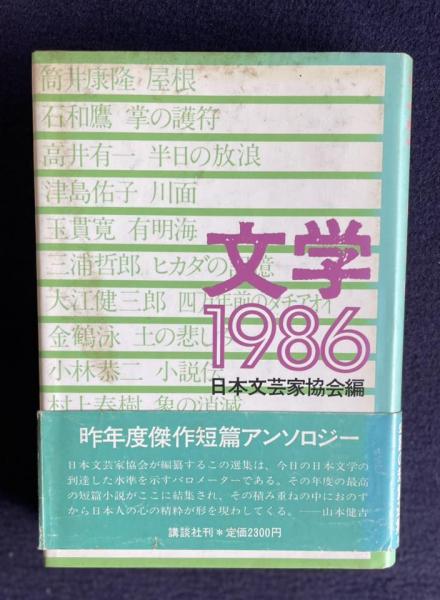 筒井康隆 屋根
石和鷹 掌の護符
高井有一 半日の放浪
津島佑子 川面
玉貫寛 有明海
三浦哲郎 ヒカダの記憶
大江健三郎 四万年前のタチアオイ
金鶴泳 土の悲しみ
小林恭二 小説伝
村上春樹 象の消滅
文学
1986
日本文芸家協会編
昨年度傑作短篇アンソロジー
日本文芸家協会が編纂するこの選集は、今日の日本文学の
到達した水準を示すバロメーターである。その年度の最高
の短篇小説がここに結集され、その積み重ねの中におのず
から日本人の心の精粋が形を現わしてくる。——山本健吉
講談社刊*定価2300円